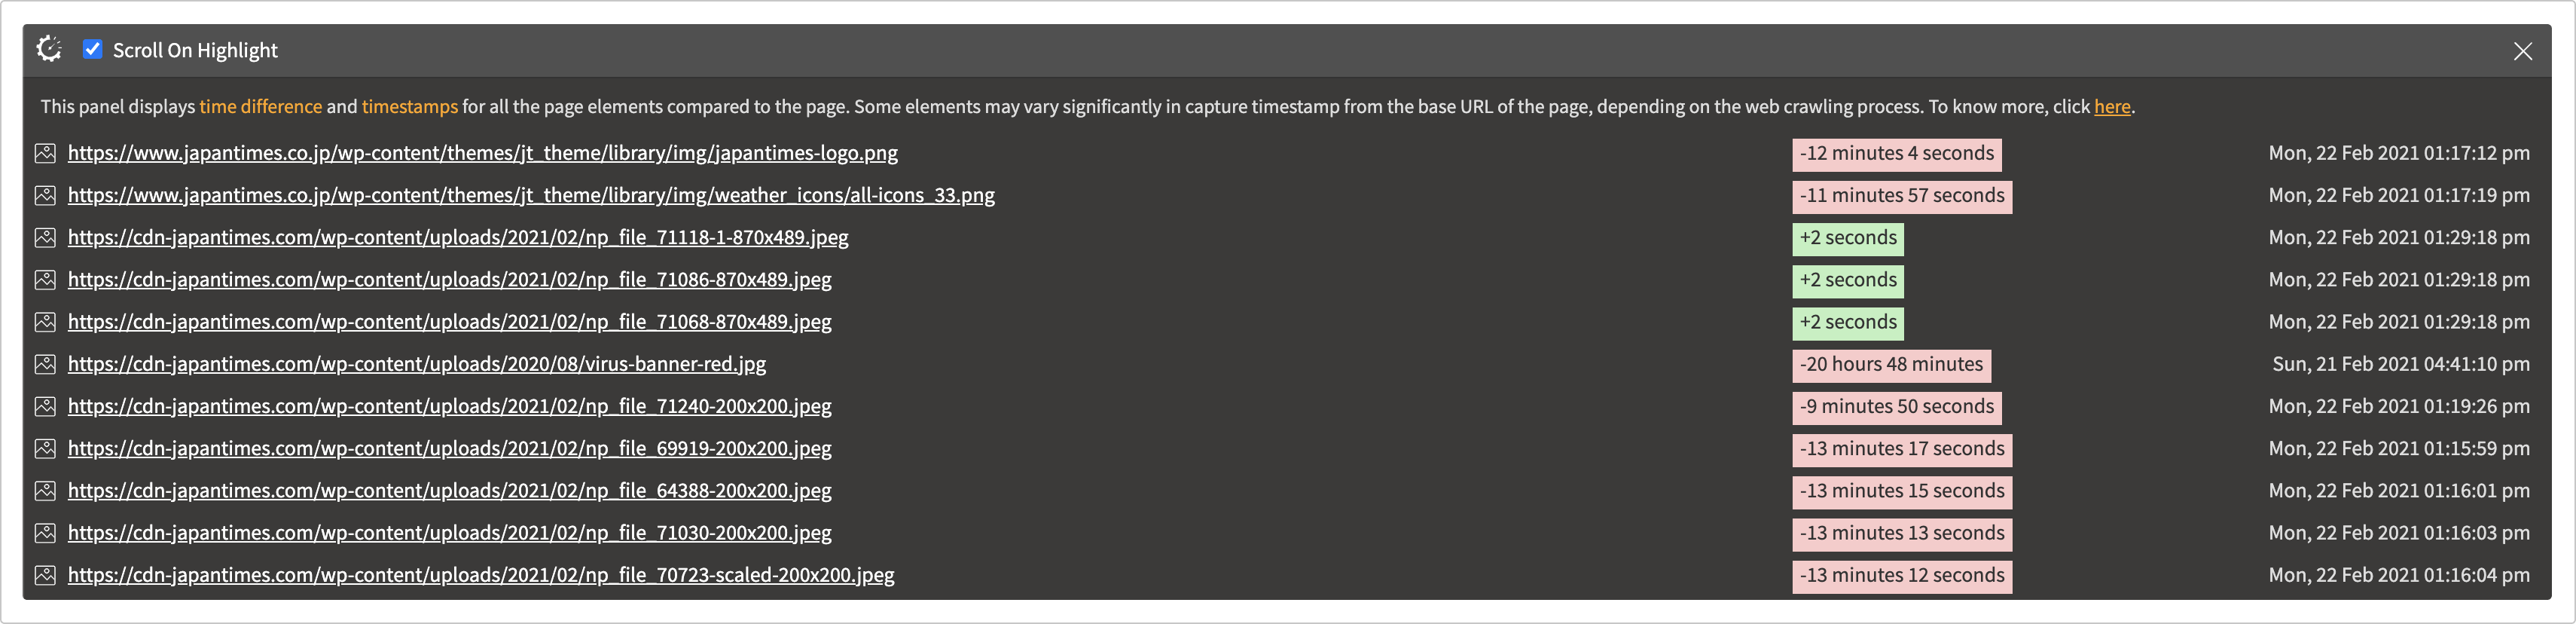 Scroll On Highlight
This panel displays time difference and timestamps for all the page elements compared to the page. Some elements may vary significantly in capture timestamp from the base URL of the page, depending on the web crawling process. To know more, click here.
https://www.japantimes.co.jp/wp-content/themes/jt_theme/library/img/japantimes-logo.png -12 minutes 4 seconds Mon, 22 Feb 2021 01:17:12 pm
https://www.japantimes.co.jp/wp-content/themes/jt_theme/library/img/weather_icons/all-icons_33.png -11 minutes 57 seconds Mon, 22 Feb 2021 01:17:19 pm
https://cdn-japantimes.com/wp-content/uploads/2021/02/np_file_71118-1-870x489.jpeg +2 seconds Mon, 22 Feb 2021 01:29:18 pm
https://cdn-japantimes.com/wp-content/uploads/2021/02/np_file_71086-870x489.jpeg +2 seconds Mon, 22 Feb 2021 01:29:18 pm
https://cdn-japantimes.com/wp-content/uploads/2021/02/np_file_71068-870x489.jpeg +2 seconds Mon, 22 Feb 2021 01:29:18 pm
https://cdn-japantimes.com/wp-content/uploads/2020/08/virus-banner-red.jpg -20 hours 48 minutes Sun, 21 Feb 2021 04:41:10 pm
https://cdn-japantimes.com/wp-content/uploads/2021/02/np_file_71240-200x200.jpeg -9 minutes 50 seconds Mon, 22 Feb 2021 01:19:26 pm
https://cdn-japantimes.com/wp-content/uploads/2021/02/np_file_69919-200x200.jpeg -13 minutes 17 seconds Mon, 22 Feb 2021 01:15:59 pm
https://cdn-japantimes.com/wp-content/uploads/2021/02/np_file_64388-200x200.jpeg -13 minutes 15 seconds Mon, 22 Feb 2021 01:16:01 pm
https://cdn-japantimes.com/wp-content/uploads/2021/02/np_file_71030-200x200.jpeg -13 minutes 13 seconds Mon, 22 Feb 2021 01:16:03 pm
https://cdn-japantimes.com/wp-content/uploads/2021/02/np_file_70723-scaled-200x200.jpeg -13 minutes 12 seconds Mon, 22 Feb 2021 01:16:04 pm